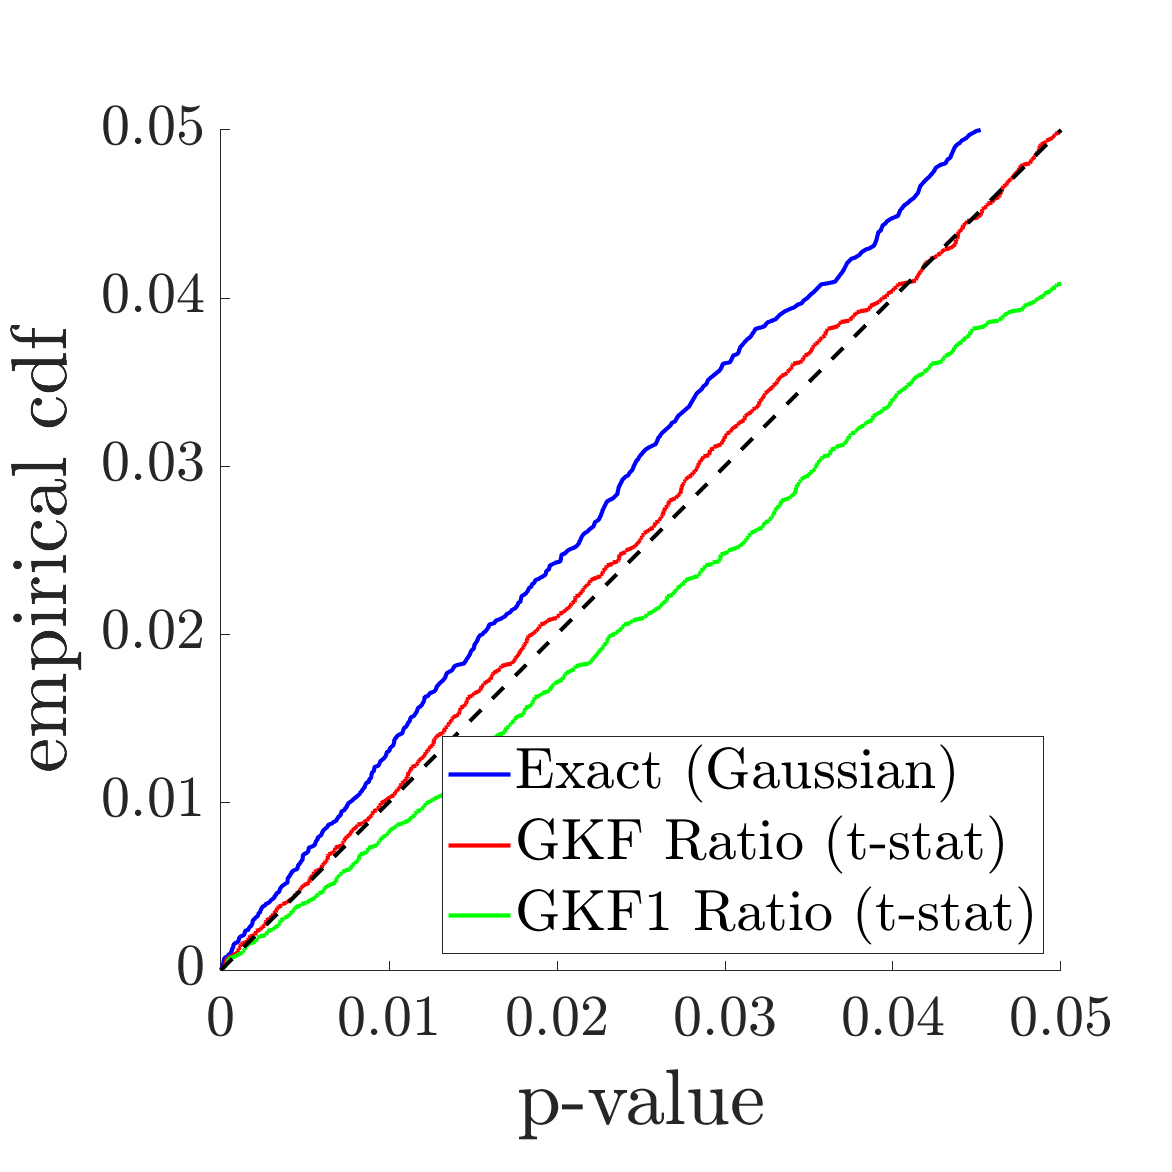 0.05
0.04
0.03
0.02
0.01
0
empirical cdf
Exact (Gaussian)
GKF Ratio (t-stat)
GKF1 Ratio (t-stat)
0 0.01 0.02 0.03 0.04 0.05
p-value